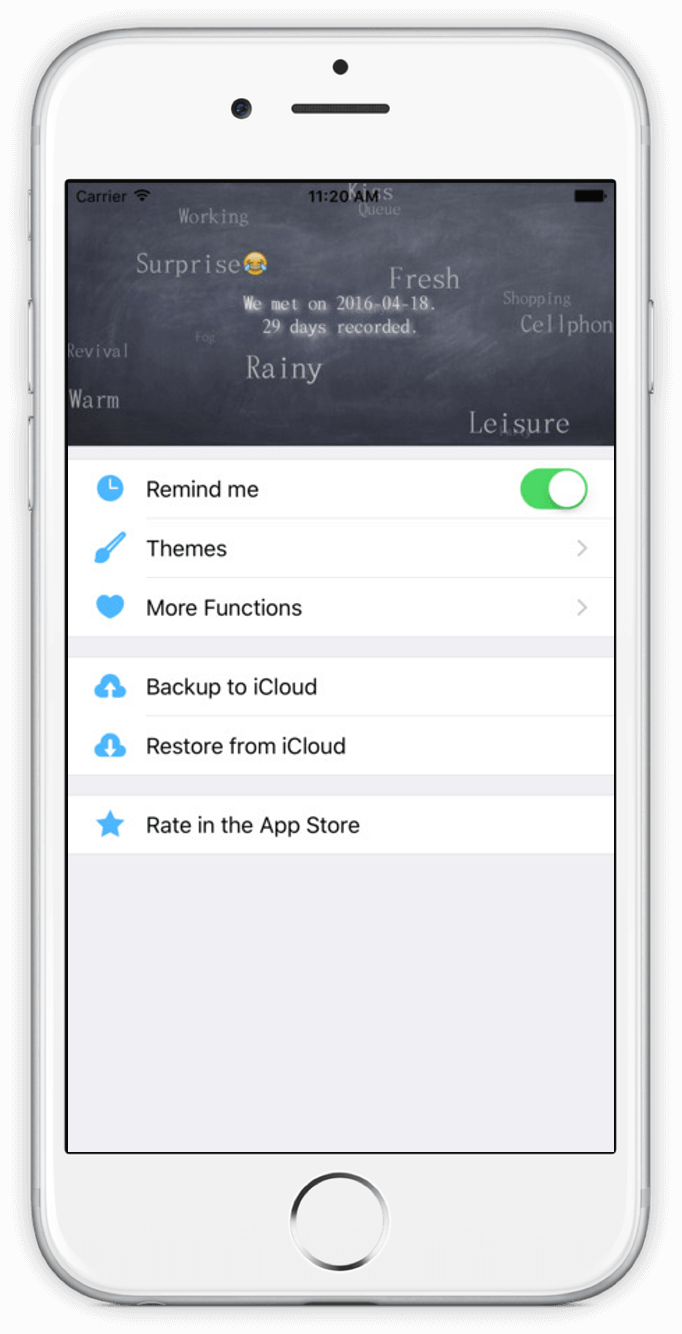 Carrier 11:20 AM
Kiss
Working
Queue
Surprise😂
Fresh
We met on 2016-04-18.
Shopping
29 days recorded.
Cellphon
Fog
Revival
Rainy
Warm
Leisure
Remind me
Themes
More Functions
Backup to iCloud
Restore from iCloud
Rate in the App Store